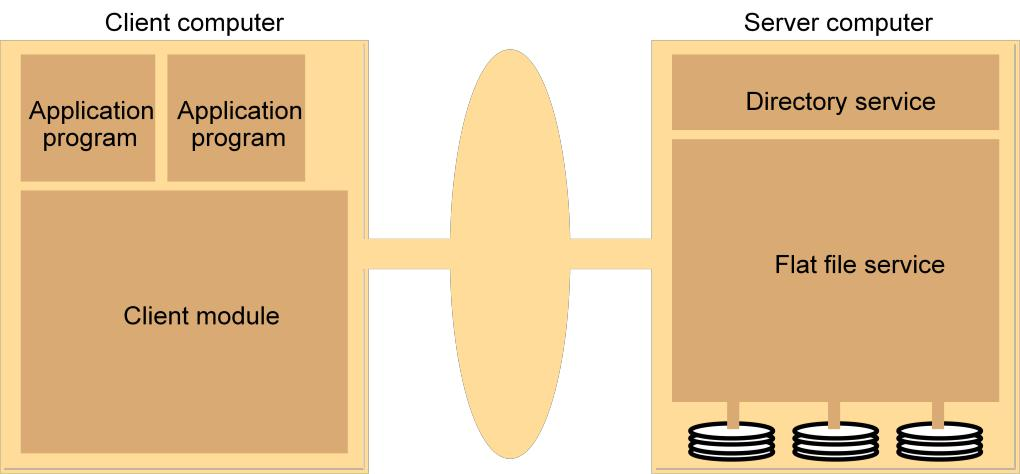 Client computer
Server computer
Application
program
Application
program
Directory service
Flat file service
Client module